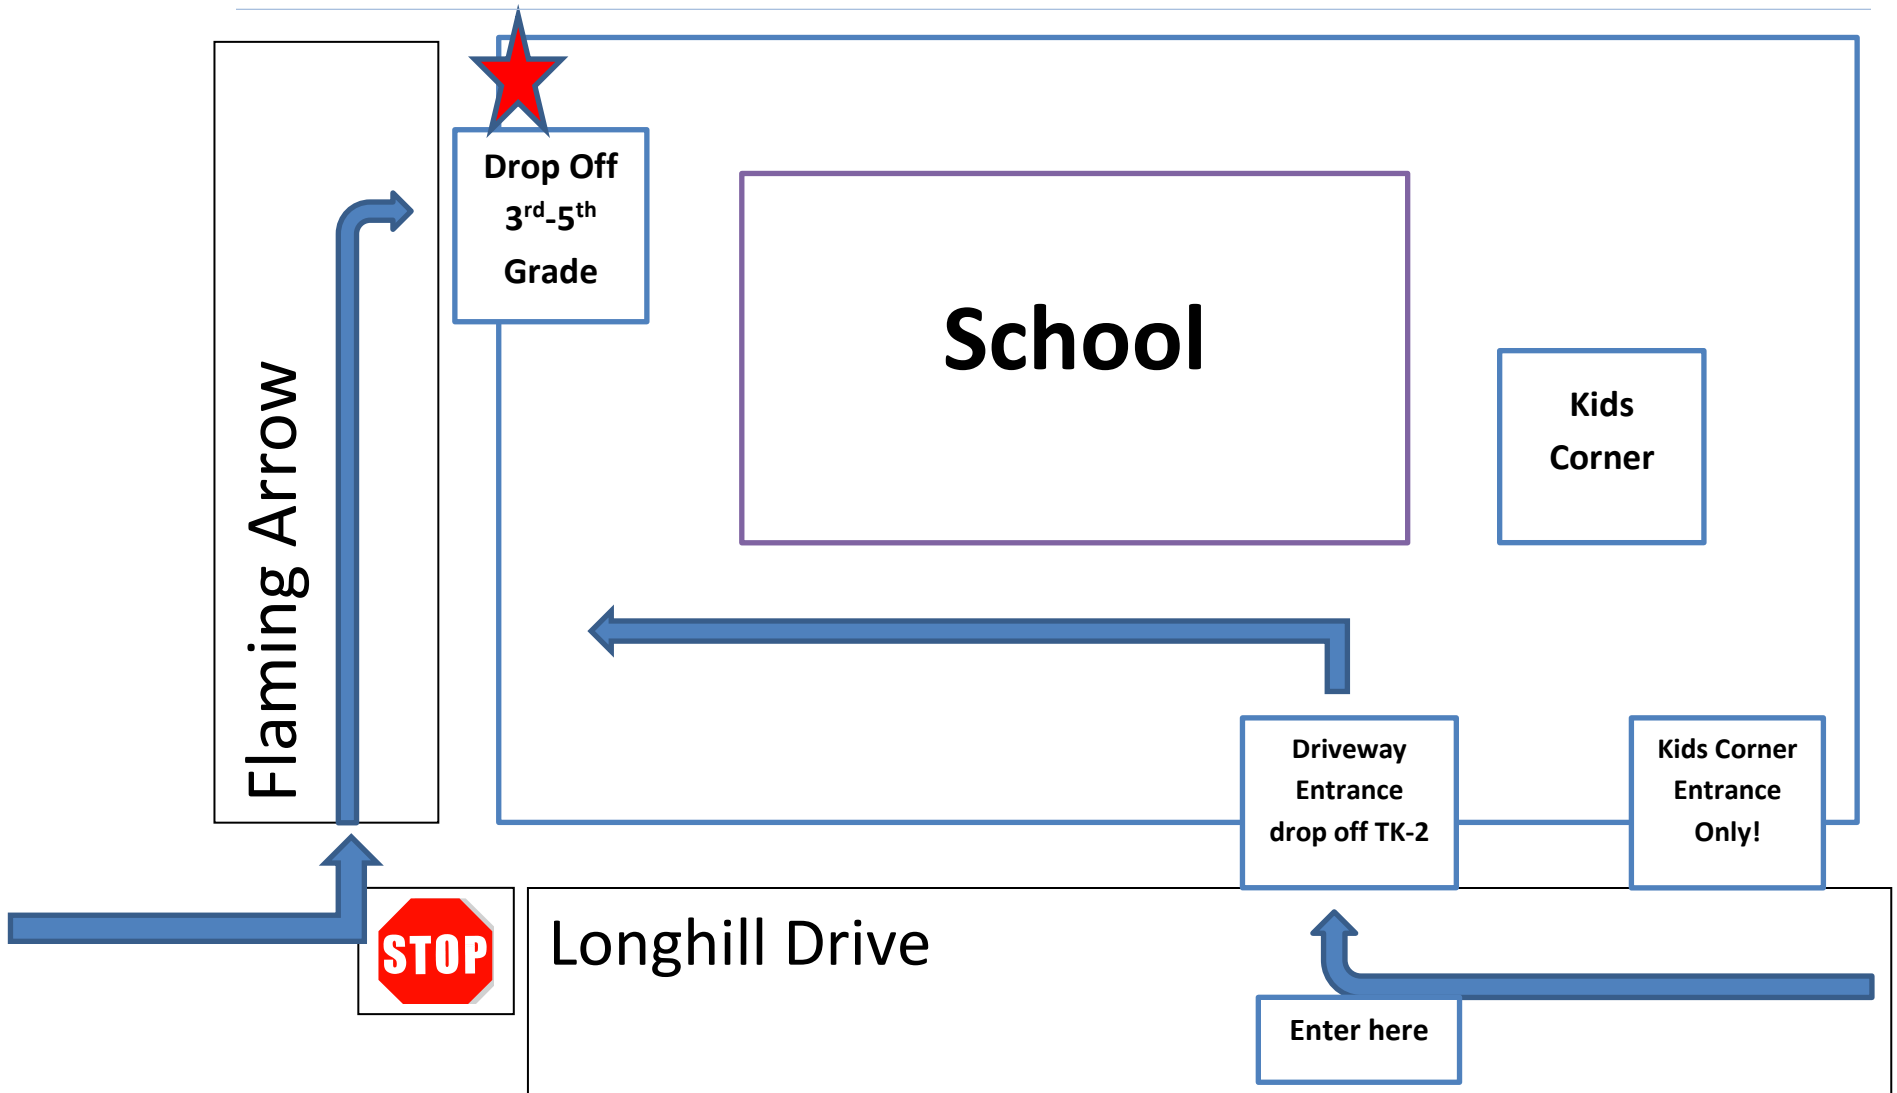 Drop Off
3rd-5th
Grade
School
Kids
Corner
Flaming Arrow
Driveway
Entrance
drop off TK-2
Kids Corner
Entrance
Only!
STOP
Longhill Drive
Enter here